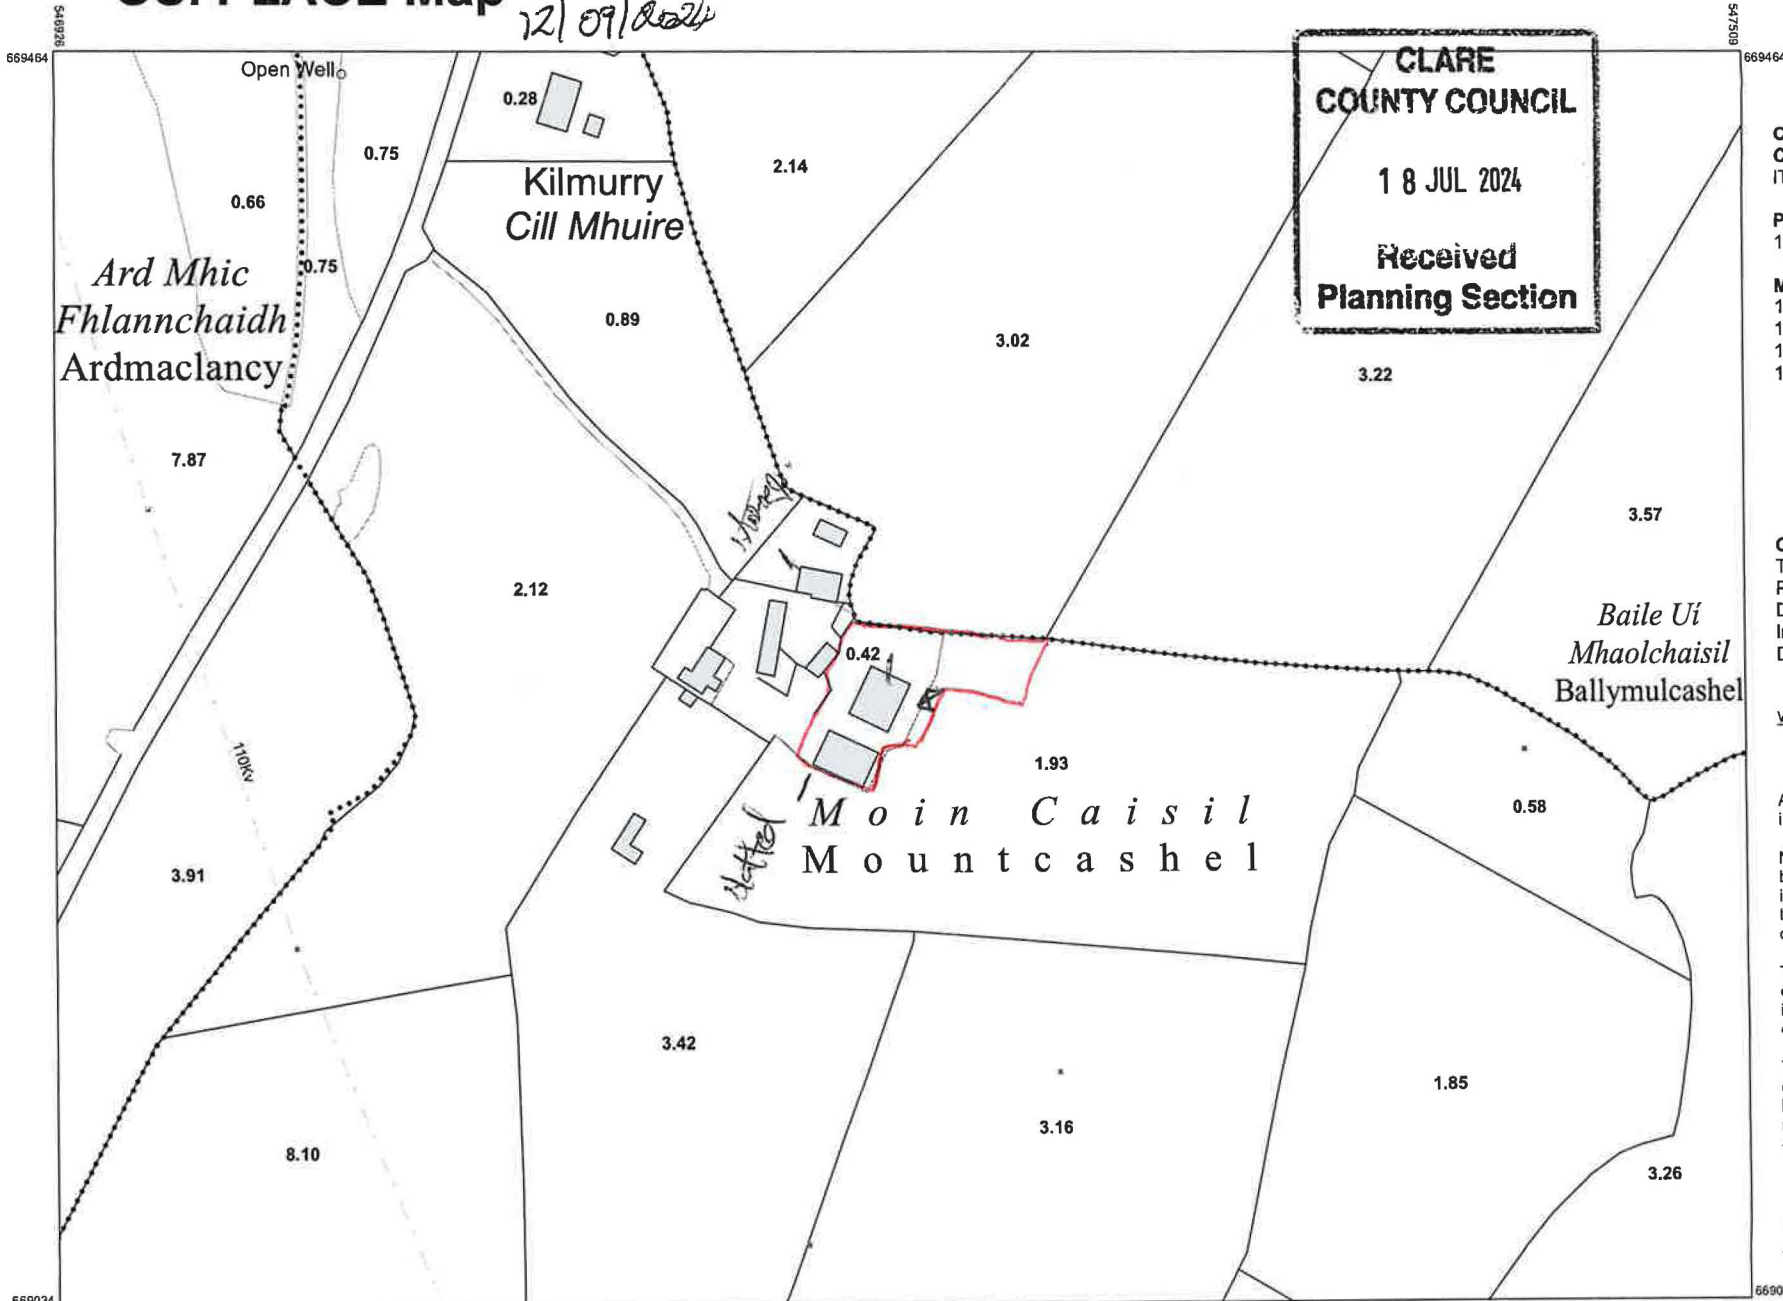 12/09/2024
546926
547509
669464
669464
Open Well
CLARE
COUNTY COUNCIL
18 JUL 2024
Received
Planning Section
0.28
0.75
2.14
0.66
Kilmurry
Cill Mhuire
0.75
Ard Mhic
Fhlannchaidh
Ardmaclancy
0.89
3.02
3.22
7.87
3.57
2.12
Baile Uí
Mhaolchaisil
Ballymulcashel
0.42
110Kv
1.93
0.58
Moin Caisil
Mountcashel
slatted
3.91
3.42
1.85
3.16
8.10
3.26